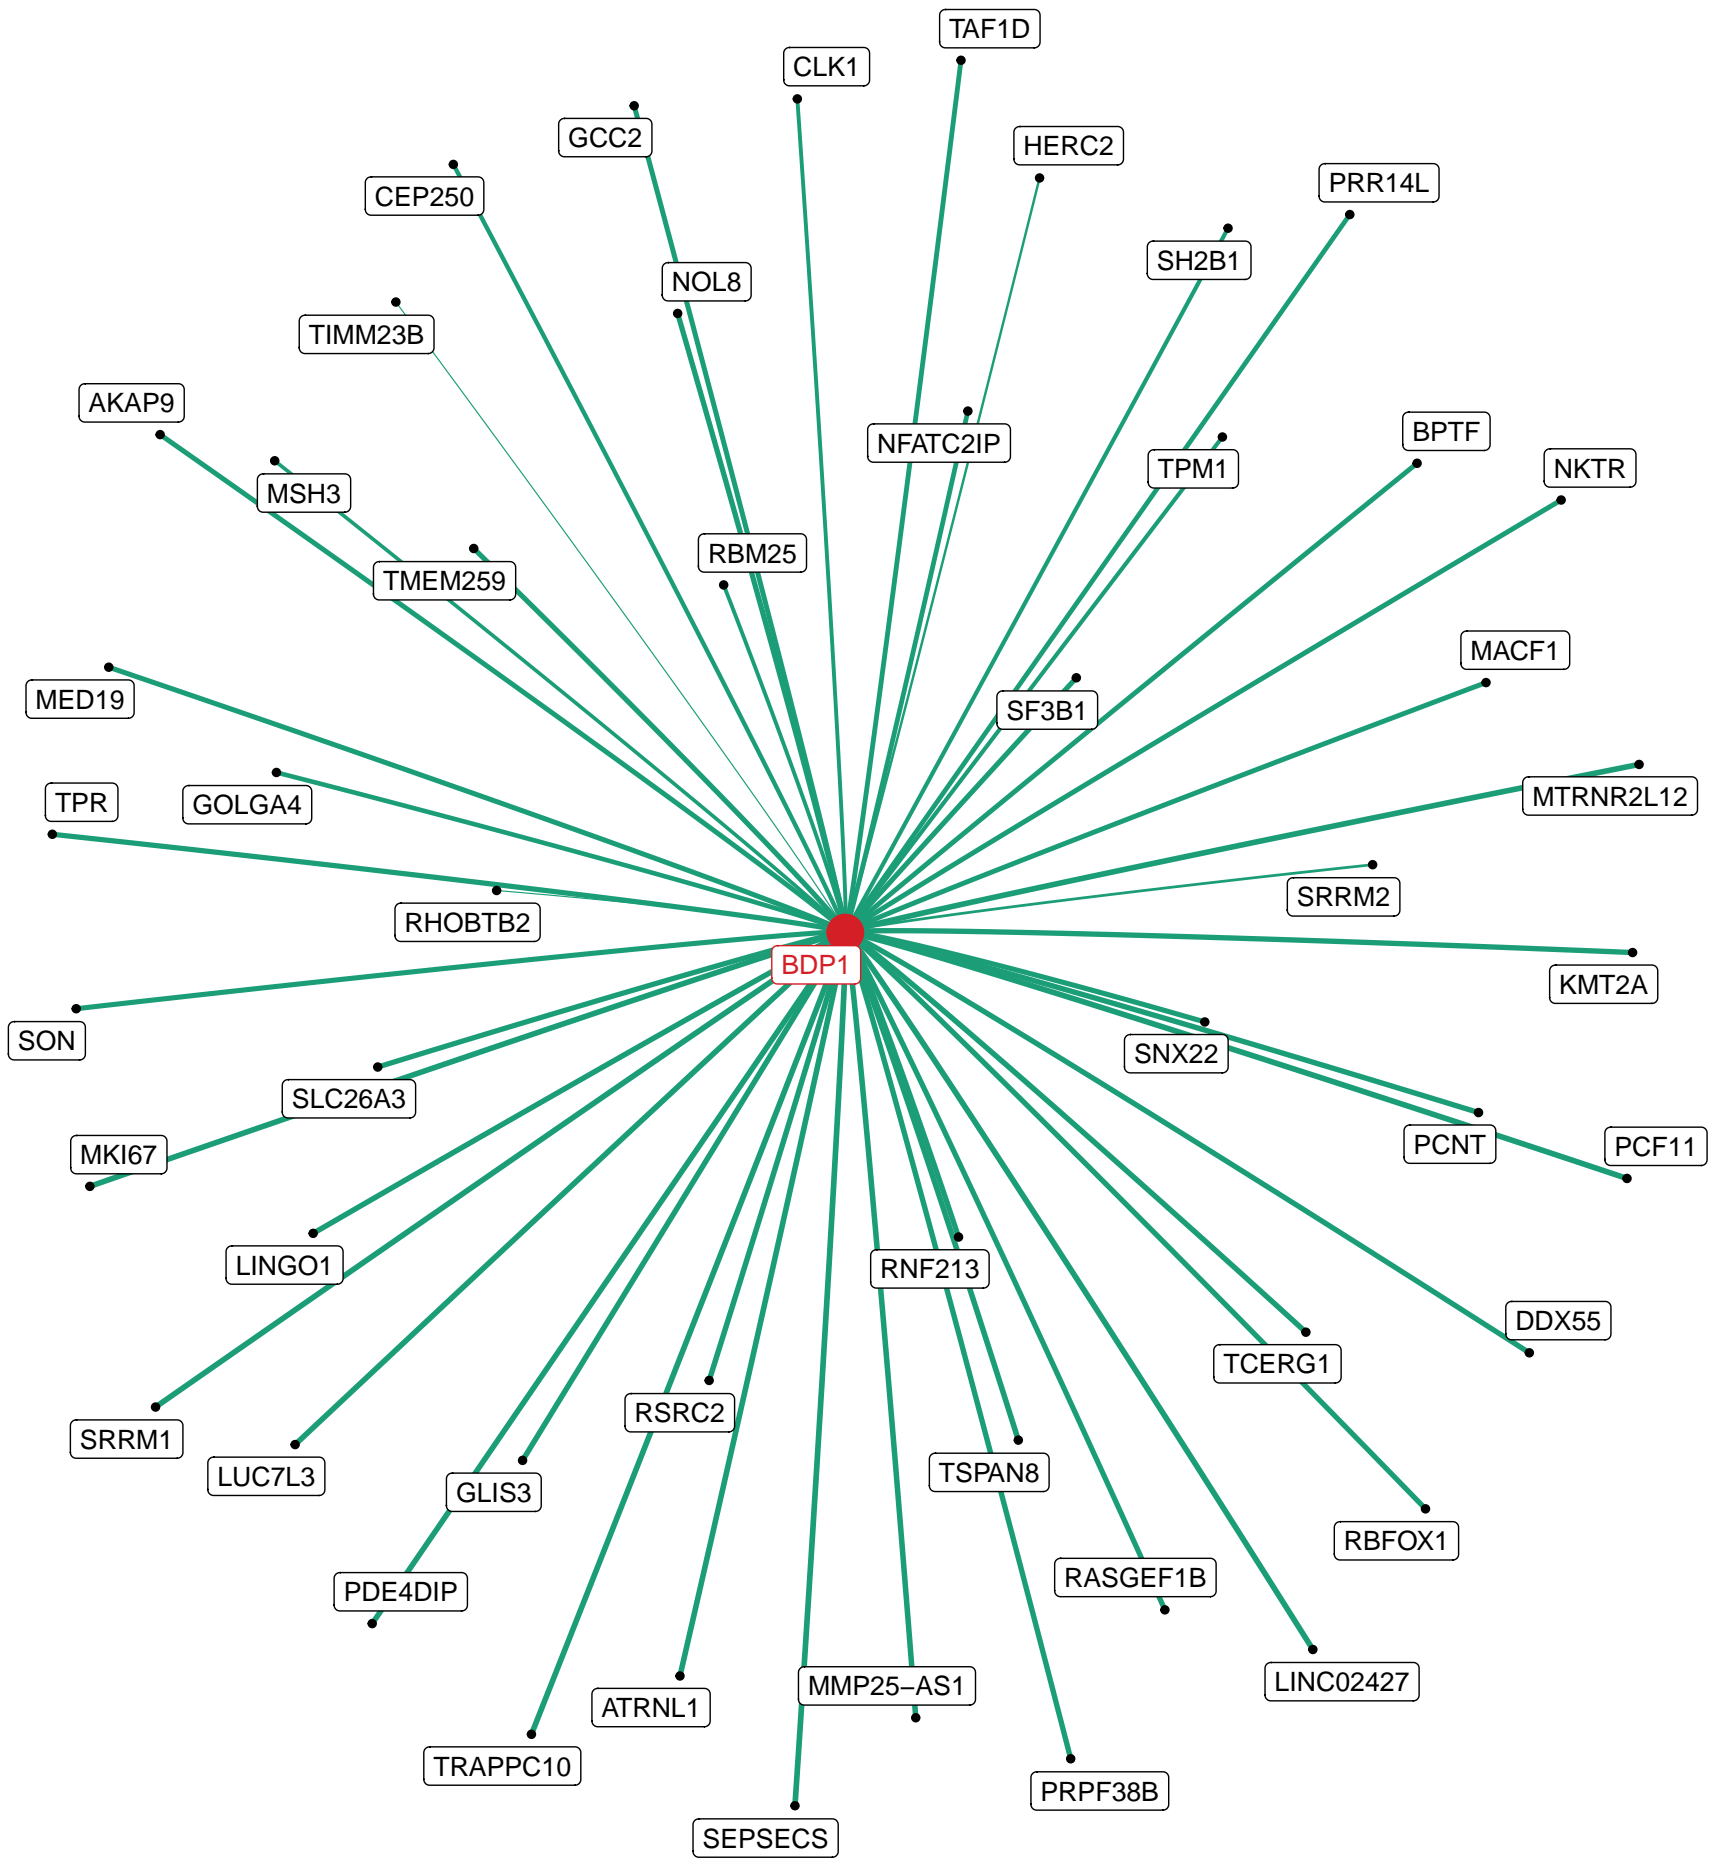 TAF1D
CLK1
GCC2
HERC2
PRR14L
CEP250
SH2B1
NOL8
TIMM23B
AKAP9
BPTF
NFATC2IP
TPM1
NKTR
MSH3
RBM25
TMEM259
MACF1
MED19
SF3B1
MTRNR2L12
TPR
GOLGA4
SRRM2
RHOBTB2
BDP1
KMT2A
SON
SNX22
SLC26A3
PCNT
PCF11
MKI67
LINGO1
RNF213
DDX55
TCERG1
RSRC2
SRRM1
LUC7L3
TSPAN8
GLIS3
RBFOX1
RASGEF1B
PDE4DIP
LINC02427
MMP25−AS1
ATRNL1
TRAPPC10
PRPF38B
SEPSECS